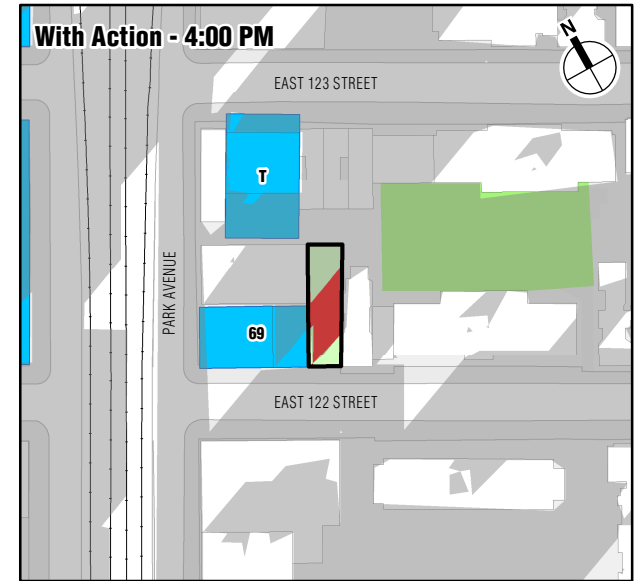 With Action - 4:00 PM
N
EAST 123 STREET
T
PARK AVENUE
69
EAST 122 STREET